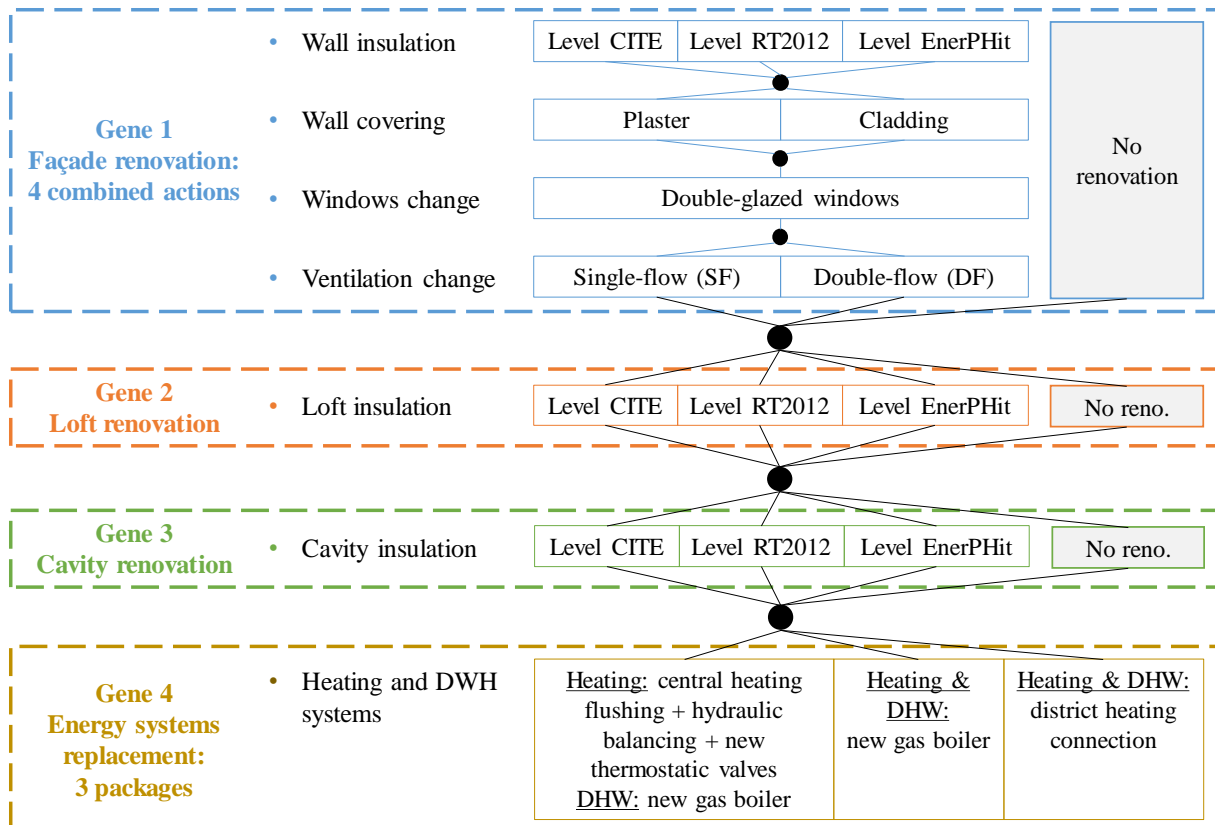 • Wall insulation
Level CITE Level RT2012 Level EnerPHit
Gene 1
Façade renovation:
4 combined actions
• Wall covering
Plaster Cladding
No
renovation
• Windows change
Double-glazed windows
• Ventilation change
Single-flow (SF) Double-flow (DF)
Gene 2
Loft renovation
• Loft insulation
Level CITE Level RT2012 Level EnerPHit No reno.
Gene 3
Cavity renovation
• Cavity insulation
Level CITE Level RT2012 Level EnerPHit No reno.
Gene 4
Energy systems
replacement:
3 packages
• Heating and DWH
systems
Heating: central heating
flushing + hydraulic
balancing + new
thermostatic valves
DHW: new gas boiler
Heating &
DHW:
new gas boiler
Heating & DHW:
district heating
connection